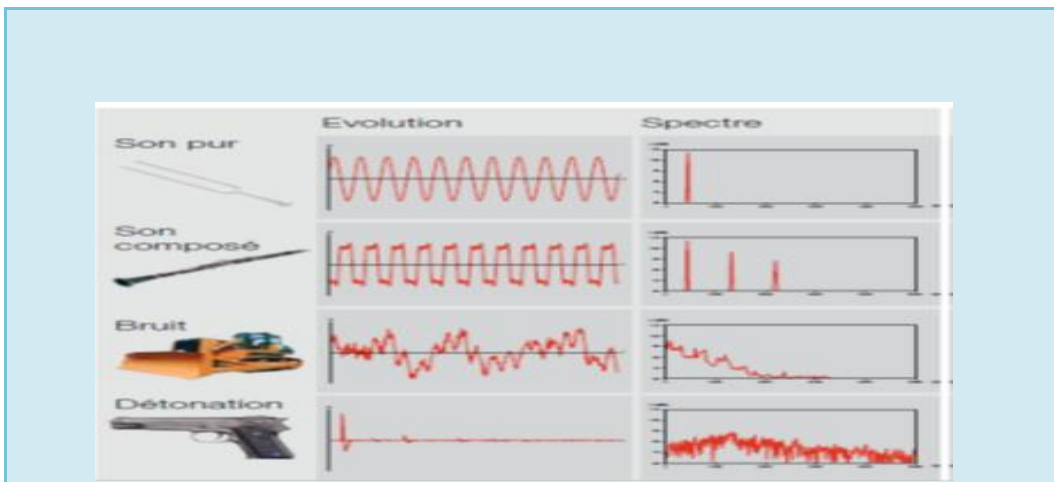 Evolution
Spectre
Son pur
Son
composé
Bruit
Détonation